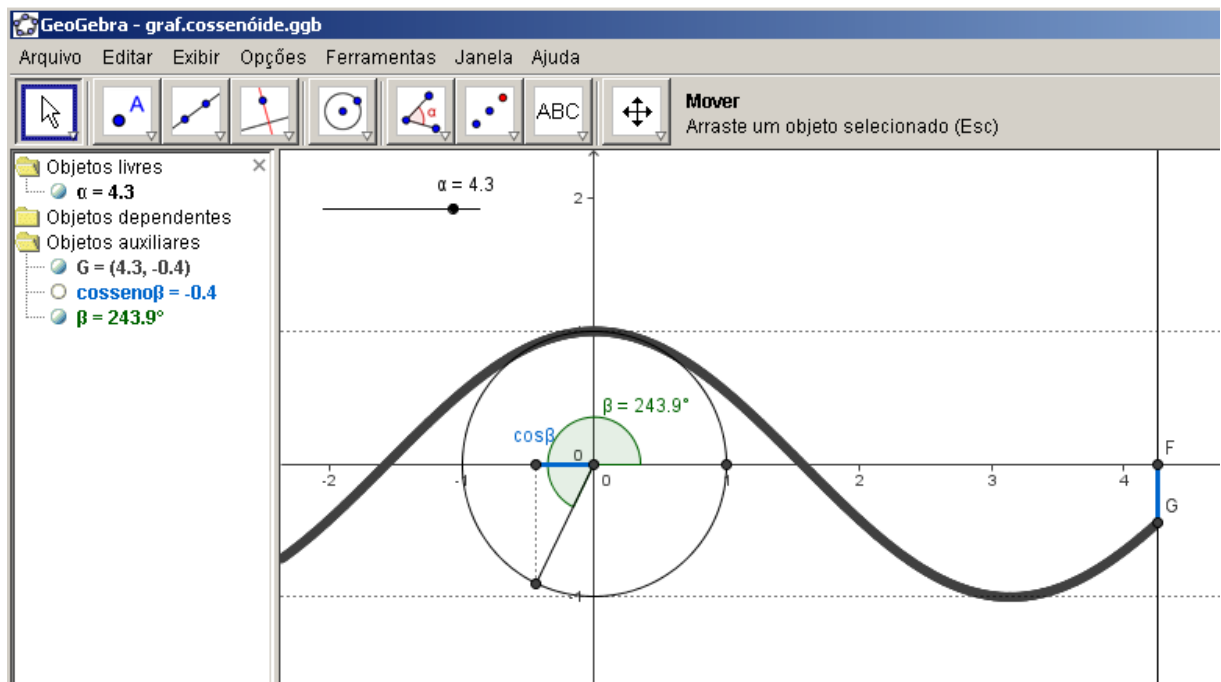 GeoGebra - graf.cossenóide.ggb
Arquivo Editar Exibir Opções Ferramentas Janela Ajuda
A
α
ABC
Mover
Arraste um objeto selecionado (Esc)
Objetos livres
α = 4.3
Objetos dependentes
Objetos auxiliares
G = (4.3, -0.4)
cossenoβ = -0.4
β = 243.9°
α = 4.3
2
β = 243.9°
cosβ
0
F
-2 -1 0 1 2 3 4
G
-1